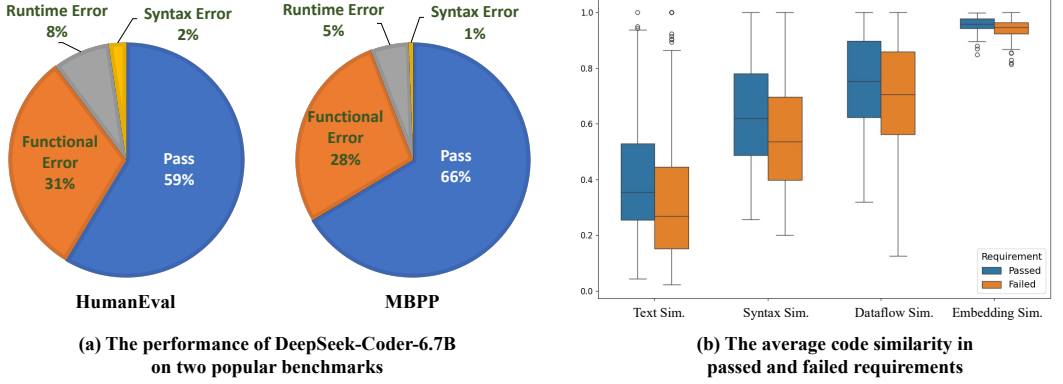 Runtime Error
8%
Syntax Error
2%
Functional
Error
31%
Pass
59%
HumanEval
Runtime Error
5%
Syntax Error
1%
Functional Error
28%
Pass
66%
MBPP
(a) The performance of DeepSeek-Coder-6.7B
on two popular benchmarks
1.0
0.8
0.6
0.4
0.2
0.0
Requirement
Passed
Failed
Text Sim.
Syntax Sim.
Dataflow Sim.
Embedding Sim.
(b) The average code similarity in
passed and failed requirements